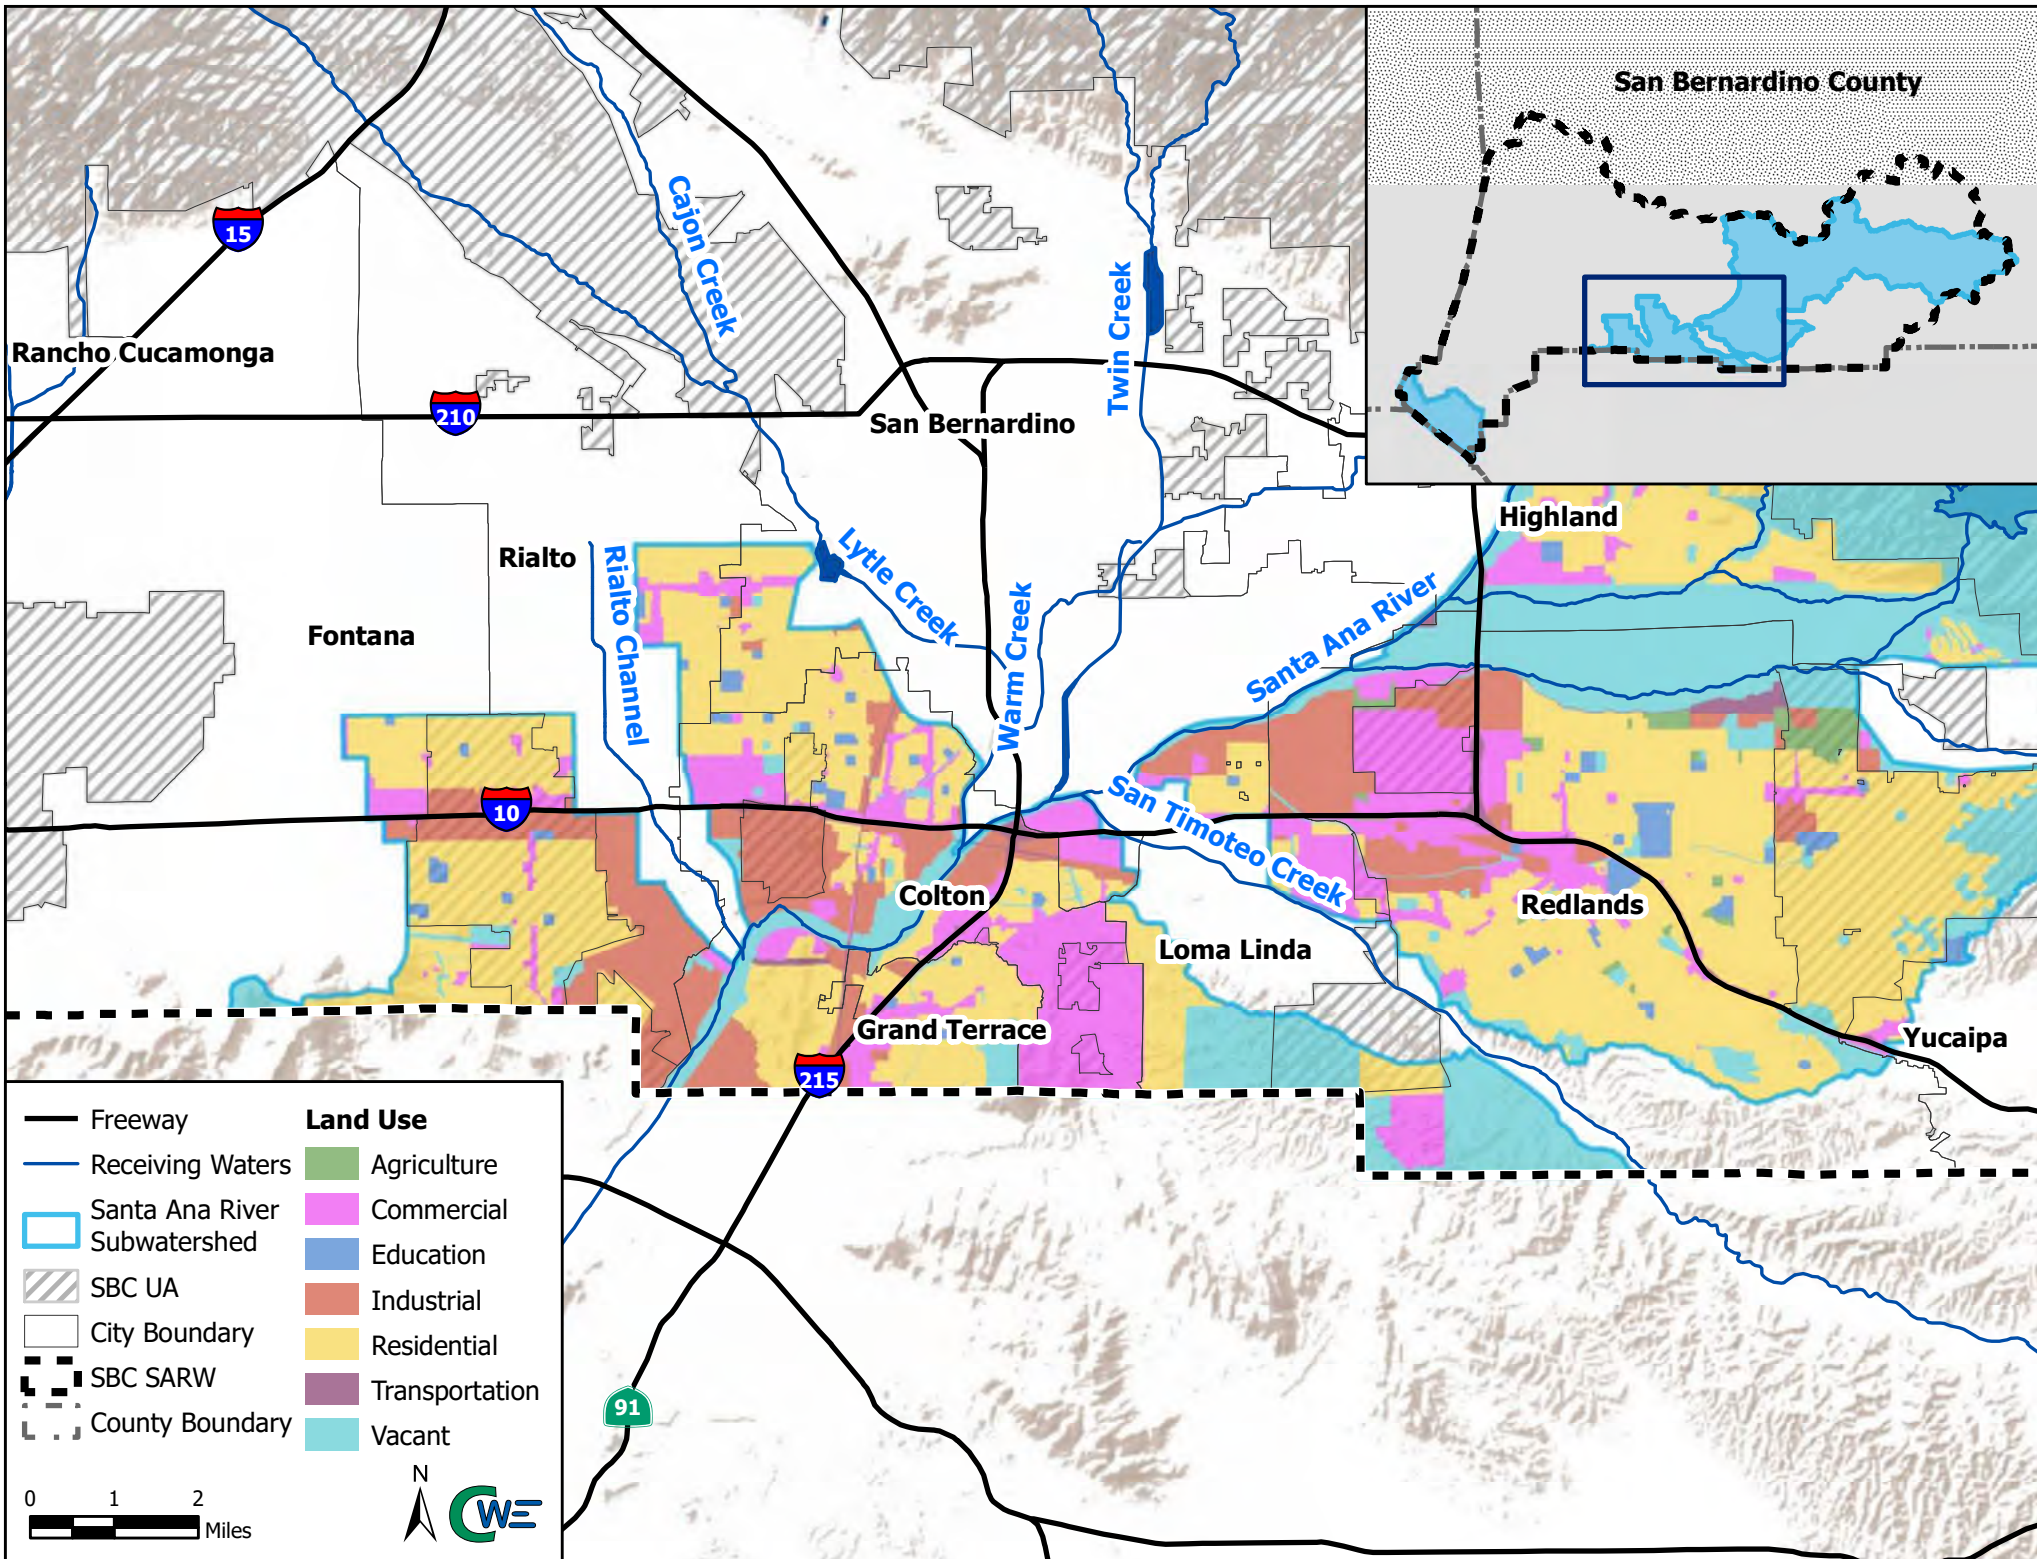 San Bernardino County
15
Cajon Creek
Twin Creek
Rancho Cucamonga
210
San Bernardino
Highland
Rialto
Rialto Channel
Lytle Creek
Warm Creek
Santa Ana River
Fontana
10
San Timoteo Creek
Colton
Redlands
Loma Linda
Grand Terrace
Yucaipa
215
91
Freeway
Receiving Waters
Santa Ana River
Subwatershed
SBC UA
City Boundary
SBC SARW
County Boundary
Land Use
Agriculture
Commercial
Education
Industrial
Residential
Transportation
Vacant
0 1 2
Miles
N
CWE